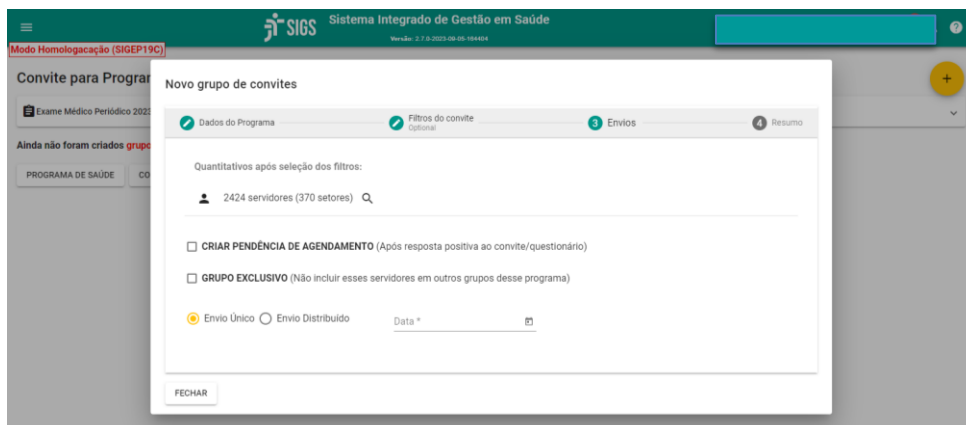 SIGS
Sistema Integrado de Gestão em Saúde
Versão: 2.7.0-2023-09-05-164404
Modo Homologacação (SIGEP19C)
Convite para Progra
Exame Médico Periódico 2023
Ainda não foram criados grupo
PROGRAMA DE SAÚDE
CO
Novo grupo de convites
Dados do Programa
Filtros do convite
Optional
3 Envios
4 Resumo
Quantitativos após seleção dos filtros:
2424 servidores (370 setores)
CRIAR PENDÊNCIA DE AGENDAMENTO (Após resposta positiva ao convite/questionário)
GRUPO EXCLUSIVO (Não incluir esses servidores em outros grupos desse programa)
Envio Único Envio Distribuído Data *
FECHAR